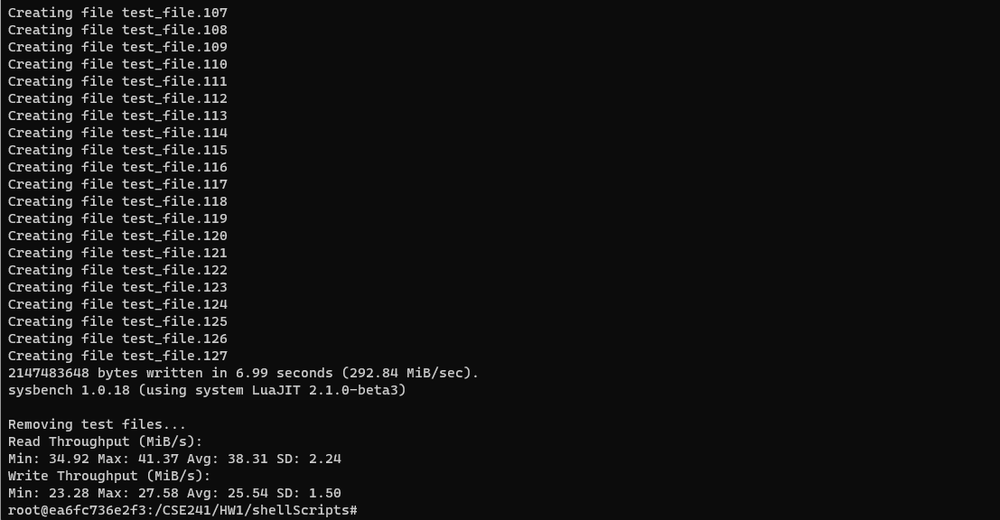 Creating file test_file.107
Creating file test_file.108
Creating file test_file.109
Creating file test_file.110
Creating file test_file.111
Creating file test_file.112
Creating file test_file.113
Creating file test_file.114
Creating file test_file.115
Creating file test_file.116
Creating file test_file.117
Creating file test_file.118
Creating file test_file.119
Creating file test_file.120
Creating file test_file.121
Creating file test_file.122
Creating file test_file.123
Creating file test_file.124
Creating file test_file.125
Creating file test_file.126
Creating file test_file.127
2147483648 bytes written in 6.99 seconds (292.84 MiB/sec).
sysbench 1.0.18 (using system LuaJIT 2.1.0-beta3)
Removing test files...
Read Throughput (MiB/s):
Min: 34.92 Max: 41.37 Avg: 38.31 SD: 2.24
Write Throughput (MiB/s):
Min: 23.28 Max: 27.58 Avg: 25.54 SD: 1.50
root@ea6fc736e2f3:/CSE241/HW1/shellScripts#